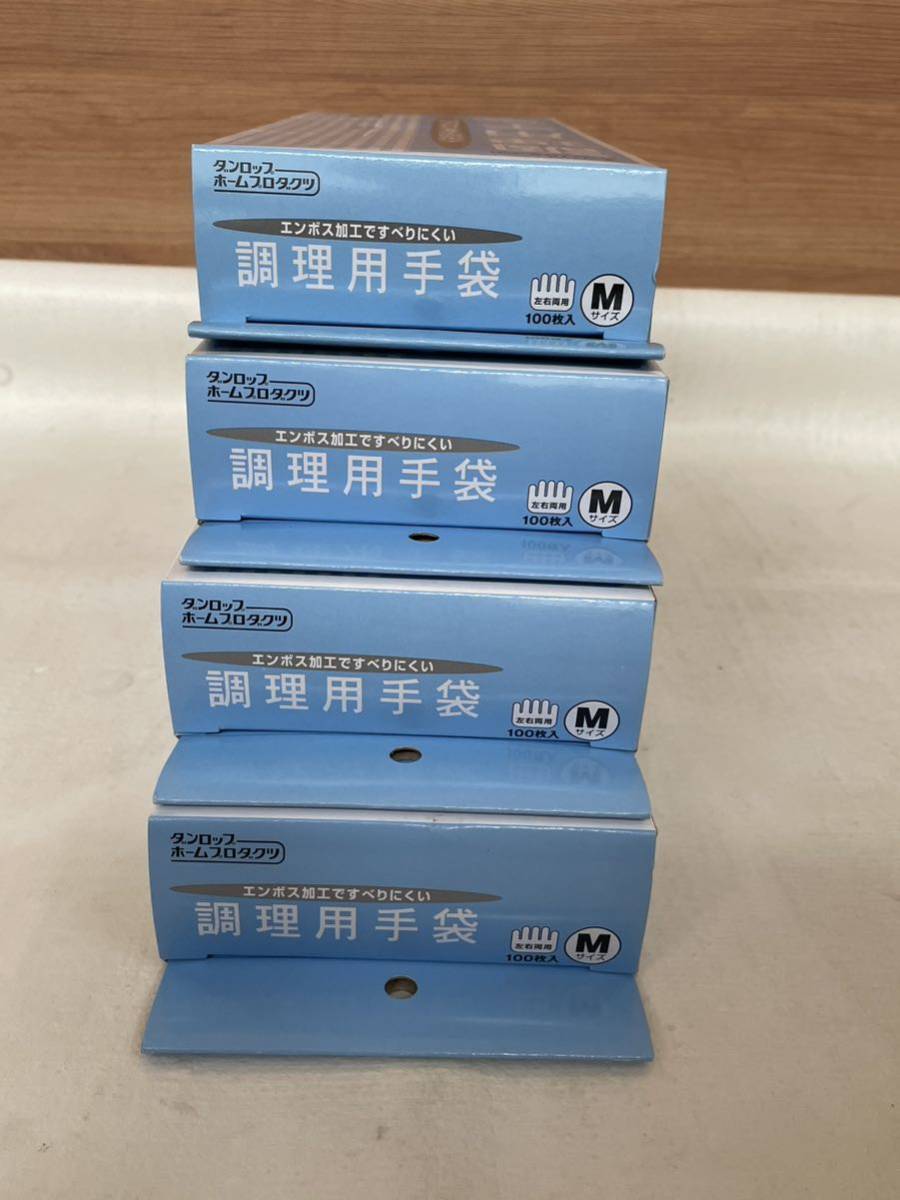 ダンロップ
ホームプロダクツ
エンボス加工ですべりにくい
調理用手袋
左右両用
100枚入
M
サイズ
ダンロップ
ホームプロダクツ
エンボス加工ですべりにくい
調理用手袋
左右両用
100枚入
M
サイズ
ダンロップ
ホームプロダクツ
エンボス加工ですべりにくい
調理用手袋
左右両用
100枚入
M
サイズ
ダンロップ
ホームプロダクツ
エンボス加工ですべりにくい
調理用手袋
左右両用
100枚入
M
サイズ